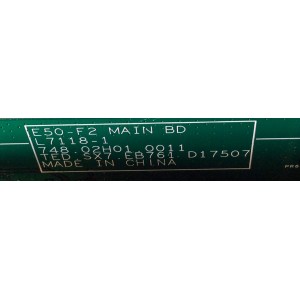 E50-F2 MAIN BD
L7118-1
748.02H01.0011
TED.SX7.EB761.D17507
MADE IN CHINA